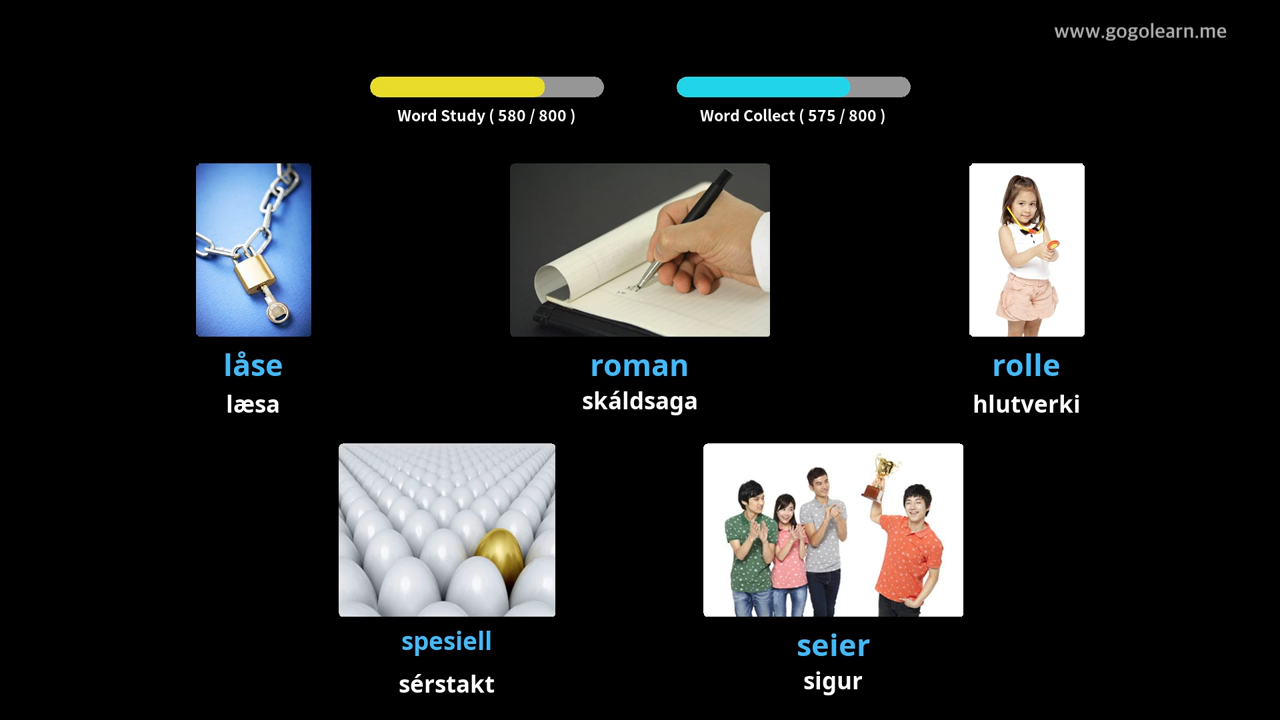 www.gogolearn.me
Word Study ( 580 / 800 )
Word Collect ( 575 / 800 )
låse
roman
rolle
læsa
skáldsaga
hlutverki
spesiell
seier
sérstakt
sigur